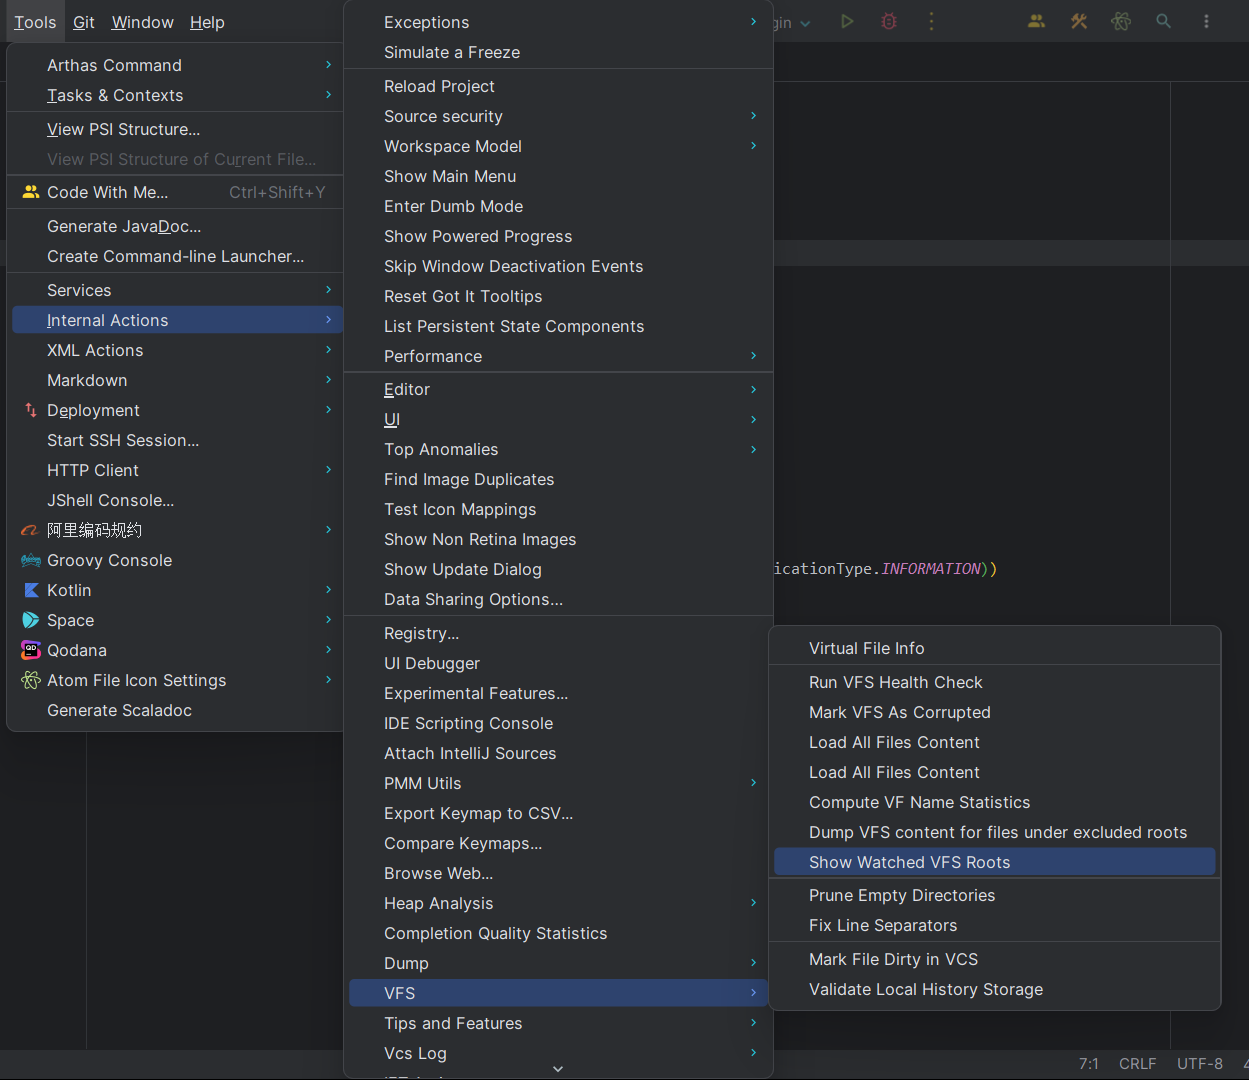 Tools Git Window Help
gin
Arthas Command
Tasks & Contexts
View PSI Structure...
View PSI Structure of Current File...
Code With Me... Ctrl+Shift+Y
Generate JavaDoc...
Create Command-line Launcher...
Services
Internal Actions
XML Actions
Markdown
Deployment
Start SSH Session...
HTTP Client
JShell Console...
阿里编码规约
Groovy Console
Kotlin
Space
QD
Qodana
Atom File Icon Settings
Generate Scaladoc
Exceptions
Simulate a Freeze
Reload Project
Source security
Workspace Model
Show Main Menu
Enter Dumb Mode
Show Powered Progress
Skip Window Deactivation Events
Reset Got It Tooltips
List Persistent State Components
Performance
Editor
UI
Top Anomalies
Find Image Duplicates
Test Icon Mappings
Show Non Retina Images
Show Update Dialog
Data Sharing Options...
Registry...
UI Debugger
Experimental Features...
IDE Scripting Console
Attach IntelliJ Sources
PMM Utils
Export Keymap to CSV...
Compare Keymaps...
Browse Web...
Heap Analysis
Completion Quality Statistics
Dump
VFS
Tips and Features
Vcs Log
icationType.INFORMATION))
Virtual File Info
Run VFS Health Check
Mark VFS As Corrupted
Load All Files Content
Load All Files Content
Compute VF Name Statistics
Dump VFS content for files under excluded roots
Show Watched VFS Roots
Prune Empty Directories
Fix Line Separators
Mark File Dirty in VCS
Validate Local History Storage
7:1 CRLF UTF-8